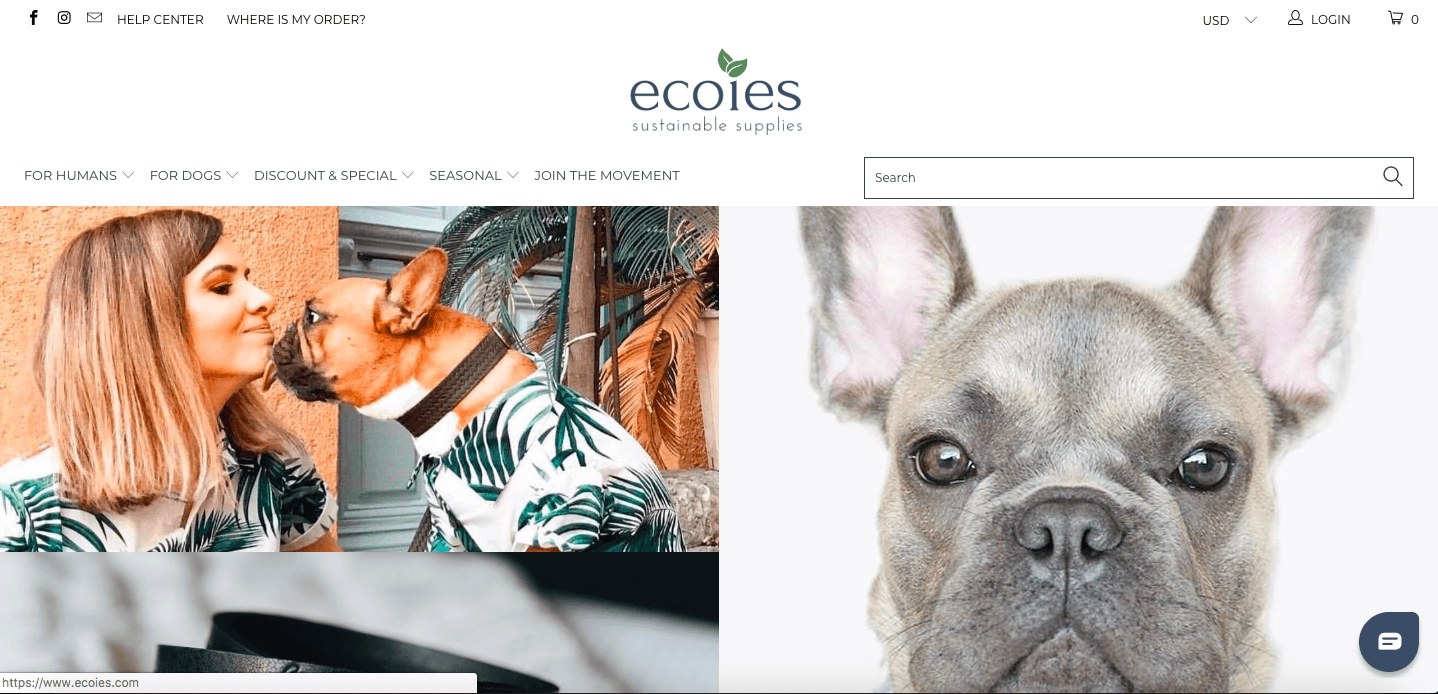 HELP CENTER WHERE IS MY ORDER? USD LOGIN 0
ecoies
sustainable supplies
FOR HUMANS FOR DOGS DISCOUNT & SPECIAL SEASONAL JOIN THE MOVEMENT Search
https://www.ecoies.com